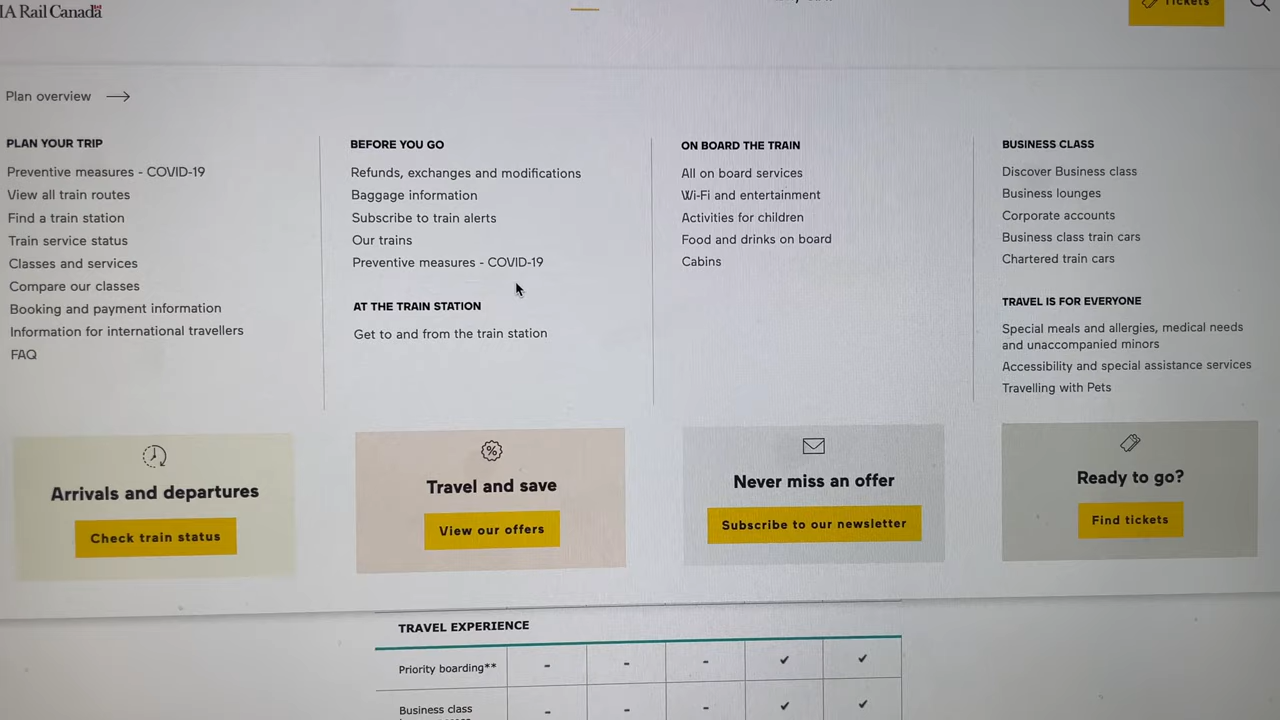 IA Rail Canada
Tickets
Plan overview
PLAN YOUR TRIP
Preventive measures - COVID-19
View all train routes
Find a train station
Train service status
Classes and services
Compare our classes
Booking and payment information
Information for international travellers
FAQ
BEFORE YOU GO
Refunds, exchanges and modifications
Baggage information
Subscribe to train alerts
Our trains
Preventive measures - COVID-19
AT THE TRAIN STATION
Get to and from the train station
ON BOARD THE TRAIN
All on board services
Wi-Fi and entertainment
Activities for children
Food and drinks on board
Cabins
BUSINESS CLASS
Discover Business class
Business lounges
Corporate accounts
Business class train cars
Chartered train cars
TRAVEL IS FOR EVERYONE
Special meals and allergies, medical needs
and unaccompanied minors
Accessibility and special assistance services
Travelling with Pets
Arrivals and departures
Check train status
Travel and save
View our offers
Never miss an offer
Subscribe to our newsletter
Ready to go?
Find tickets
TRAVEL EXPERIENCE
Priority boarding** - - - ✔ ✔
Business class - - - ✔ ✔